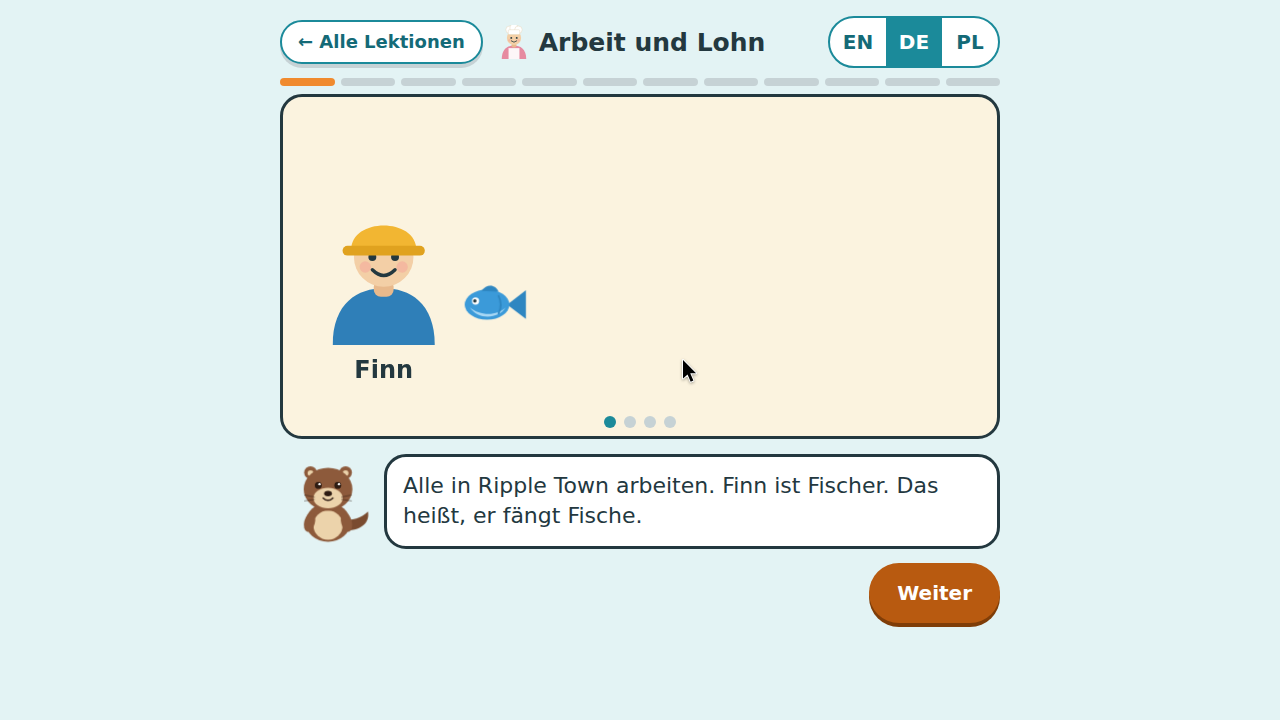 ← Alle Lektionen
Arbeit und Lohn
EN DE PL
Finn
Alle in Ripple Town arbeiten. Finn ist Fischer. Das
heißt, er fängt Fische.
Weiter